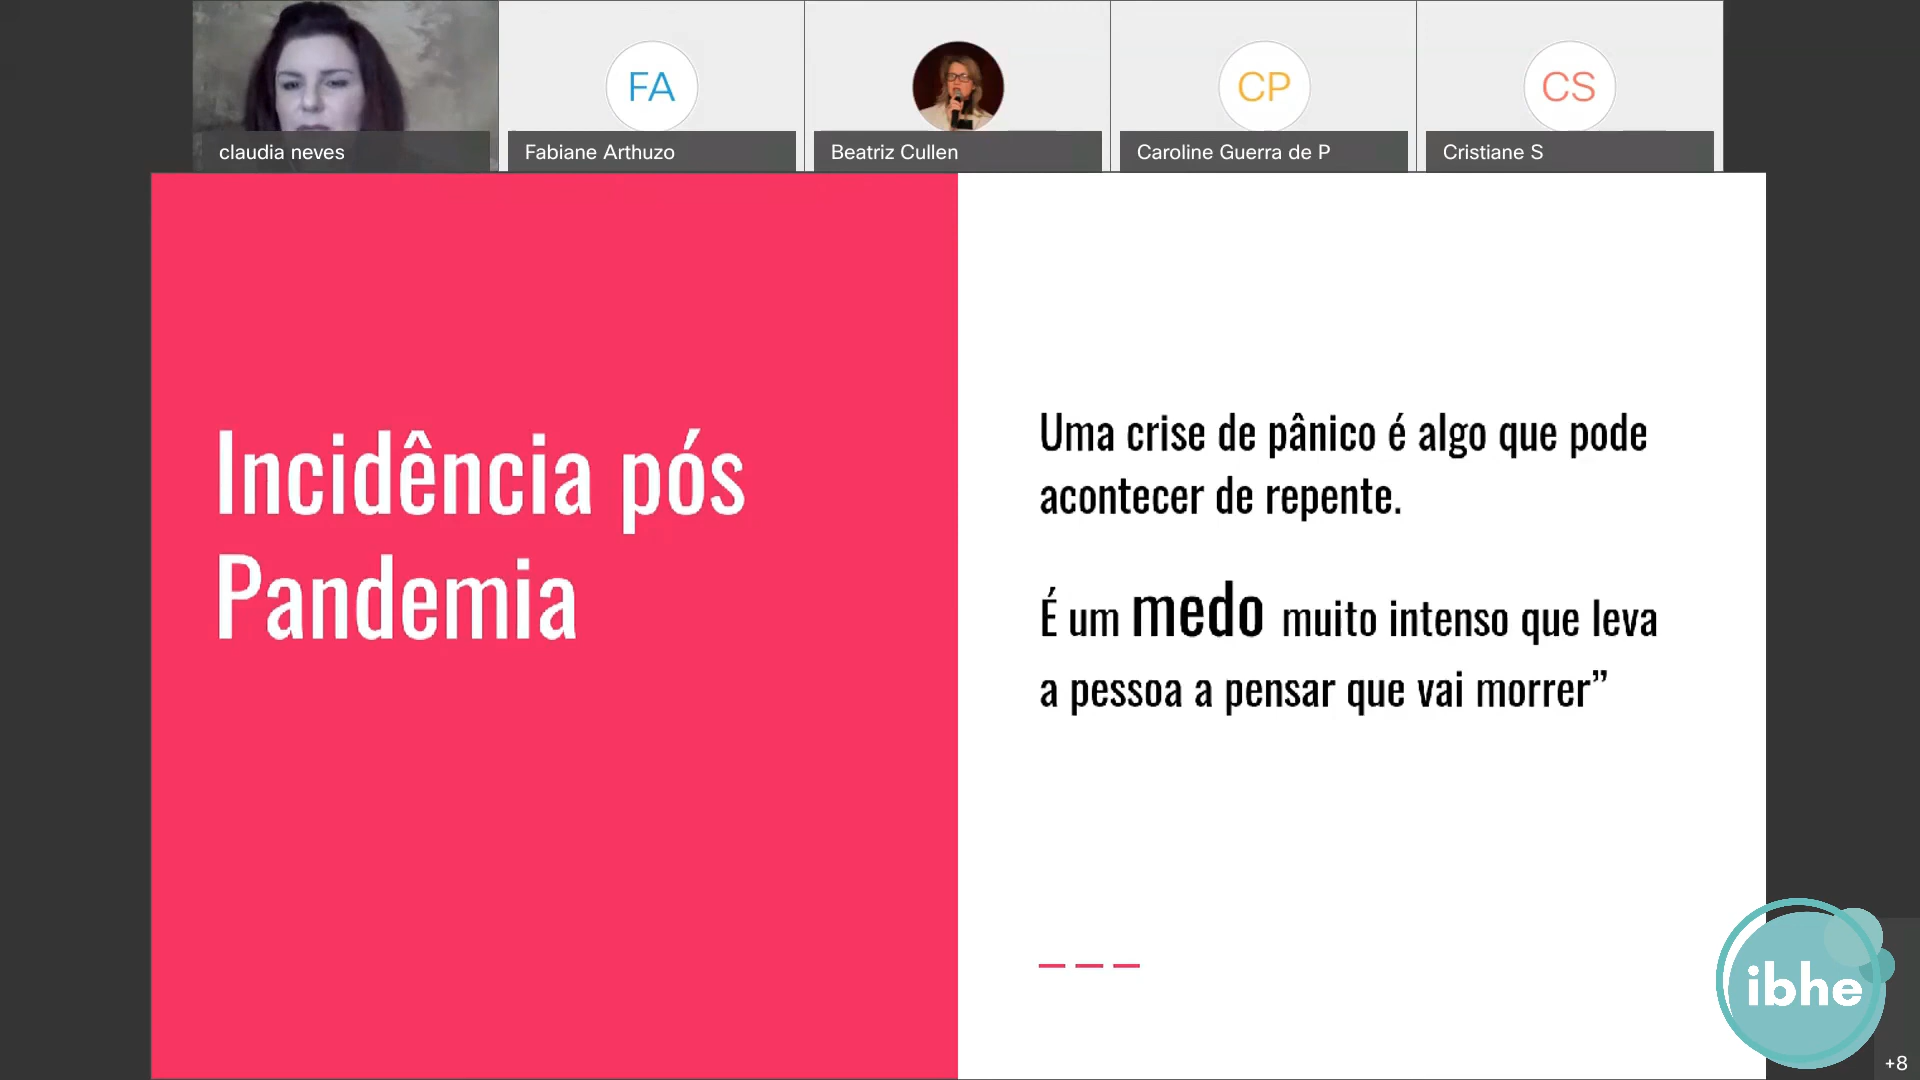 claudia neves
FA
Fabiane Arthuzo
Beatriz Cullen
CP
Caroline Guerra de P
CS
Cristiane S
Incidência pós
Pandemia
Uma crise de pânico é algo que pode
acontecer de repente.
É um medo muito intenso que leva
a pessoa a pensar que vai morrer”
ibhe
+8